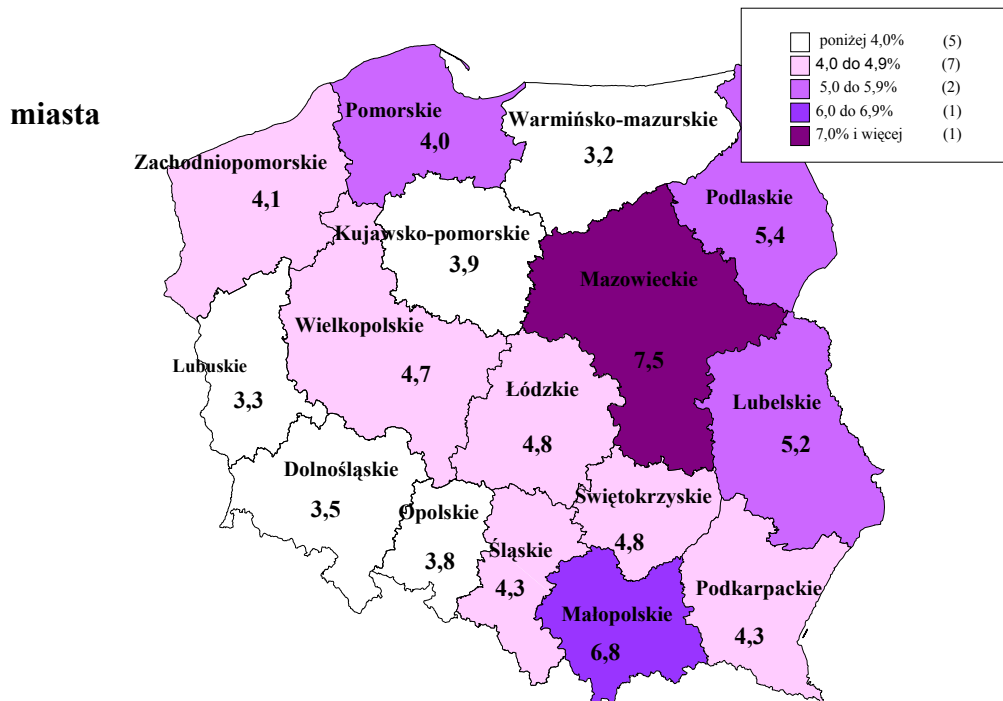 poniżej 4,0% (5)
4,0 do 4,9% (7)
5,0 do 5,9% (2)
6,0 do 6,9% (1)
7,0% i więcej (1)
miasta
Pomorskie
4,0
Warmińsko-mazurskie
3,2
Zachodniopomorskie
4,1
Podlaskie
5,4
Kujawsko-pomorskie
3,9
Mazowieckie
7,5
Wielkopolskie
4,7
Lubuskie
3,3
Łódzkie
4,8
Lubelskie
5,2
Dolnośląskie
3,5
Opolskie
3,8
Śląskie
4,3
Świętokrzyskie
4,8
Małopolskie
6,8
Podkarpackie
4,3